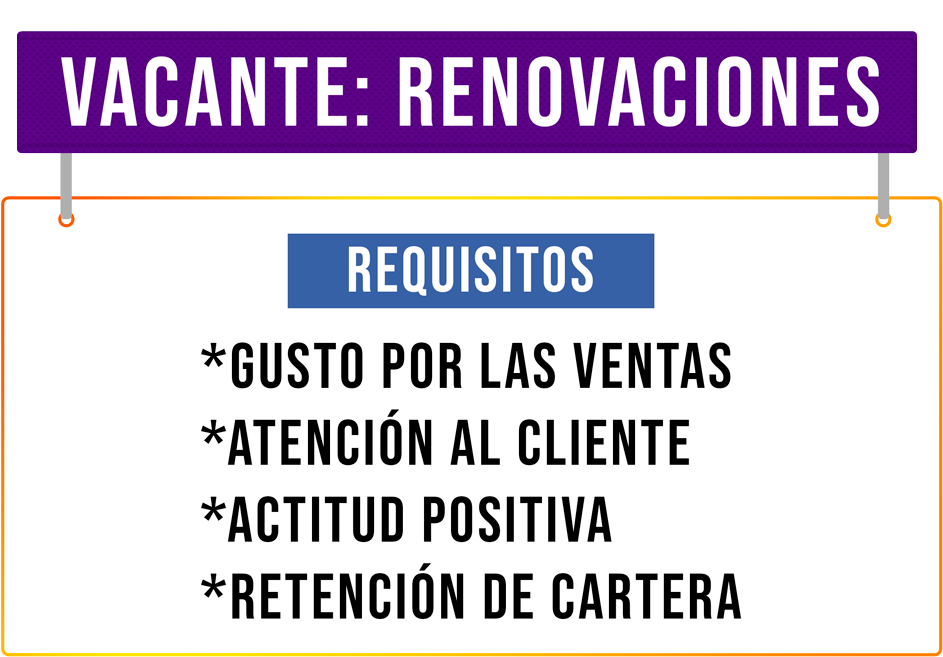 VACANTE: RENOVACIONES
REQUISITOS
*GUSTO POR LAS VENTAS
*ATENCIÓN AL CLIENTE
*ACTITUD POSITIVA
*RETENCIÓN DE CARTERA